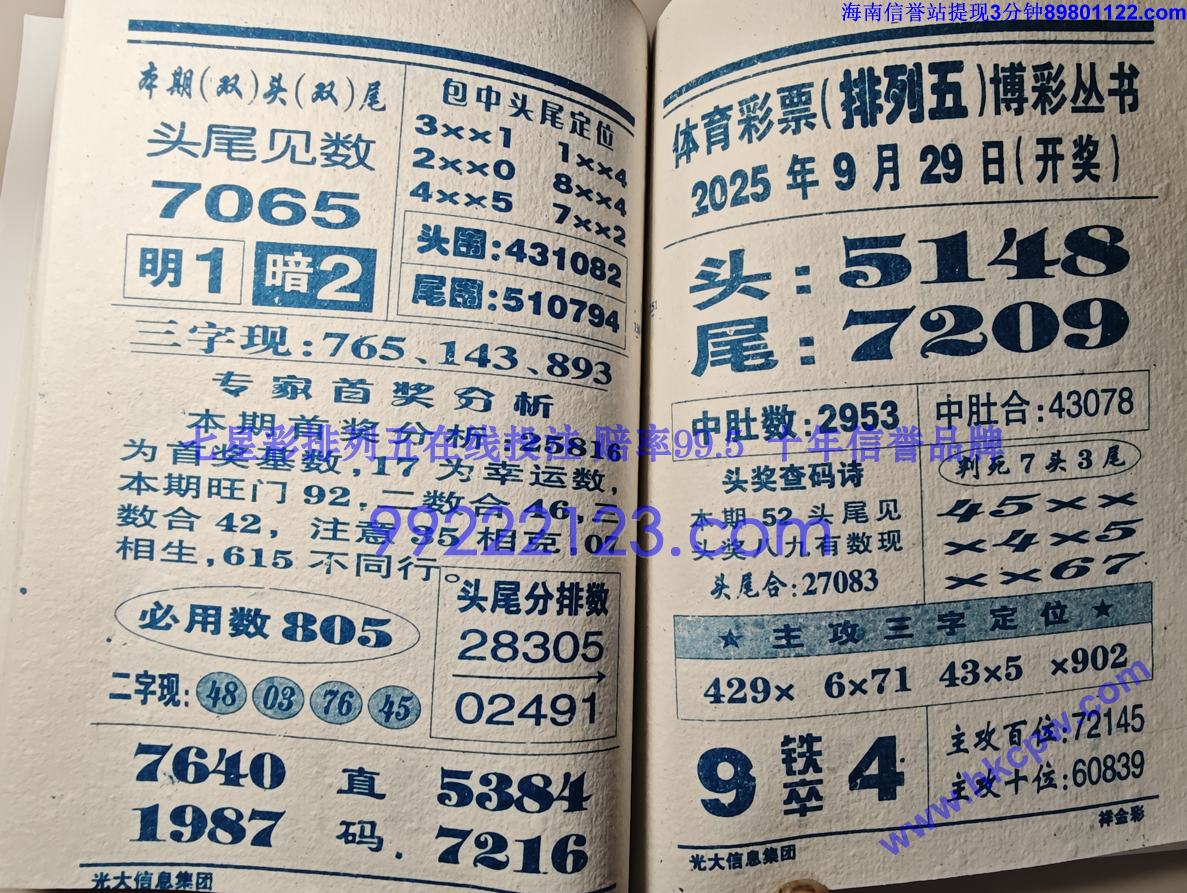 海南信誉站提现3分钟89801122.com
本期(双)头(双)尾
头尾见数
7065
明1 暗2
包中头尾定位
3××1 1××4
2××0 8××4
4××5 7××2
头围:431082
尾围:510794
三字现:765、143、893
专家首奖分析
本期首奖分析:25816
为首奖基数,17为幸运数,
本期旺门92,二数合46,二
数合42,注意95相克,0
相生,615不同行。
必用数805
二字现:48 03 76 45
头尾分排数
28305
02491
7640 直 5384
1987 码. 7216
光大信息集团
体育彩票(排列五)博彩丛书
2025年9月29日(开奖)
头:5148
尾:7209
中肚数:2953
中肚合:43078
头奖查码诗
本期52头尾见
头奖八九有数现
头尾合:27083
判死7头3尾
45××
×4×5
××67
★主攻三字定位★
429× 6×71 43×5 ×902
9 铁卒 4
主攻百位:72145
主攻十位:60839
光大信息集团
祥金彩
七星彩排列五在线投注 赔率99.5 十年信誉品牌
99222123.com
www.hkcpw.com